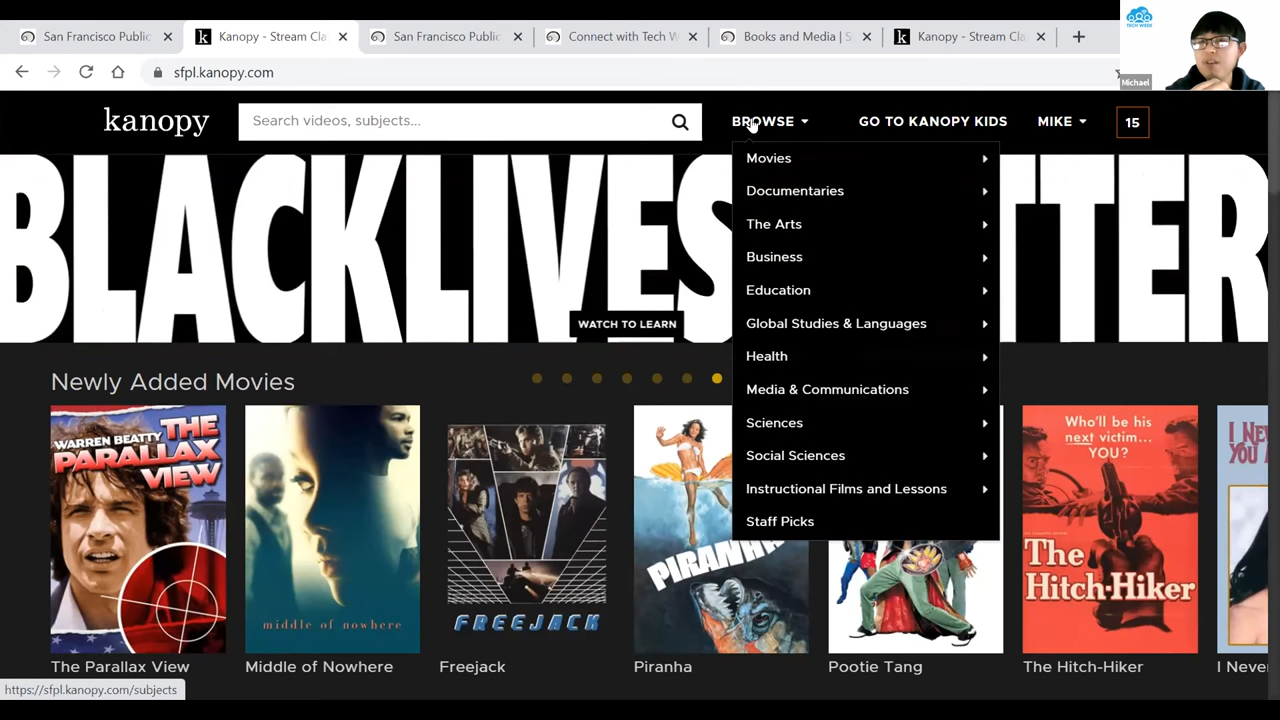 San Francisco Public
Kanopy - Stream Cla
San Francisco Public
Connect with Tech W
Books and Media | S
Kanopy - Stream Cla
TECH WEEK
Michael
sfpl.kanopy.com
kanopy
Search videos, subjects...
BROWSE
GO TO KANOPY KIDS
MIKE
15
BLACKLIVES TTER
WATCH TO LEARN
Movies
Documentaries
The Arts
Business
Education
Global Studies & Languages
Health
Media & Communications
Sciences
Social Sciences
Instructional Films and Lessons
Staff Picks
Newly Added Movies
WARREN BEATTY THE
PARALLAX
VIEW
middle of nowhere
FREEJACK
PIRANHA
Who'll be his
next victim...
YOU?
The
Hitch-Hiker
I N
YOU
The Parallax View
Middle of Nowhere
Freejack
Piranha
Pootie Tang
The Hitch-Hiker
I Never
https://sfpl.kanopy.com/subjects